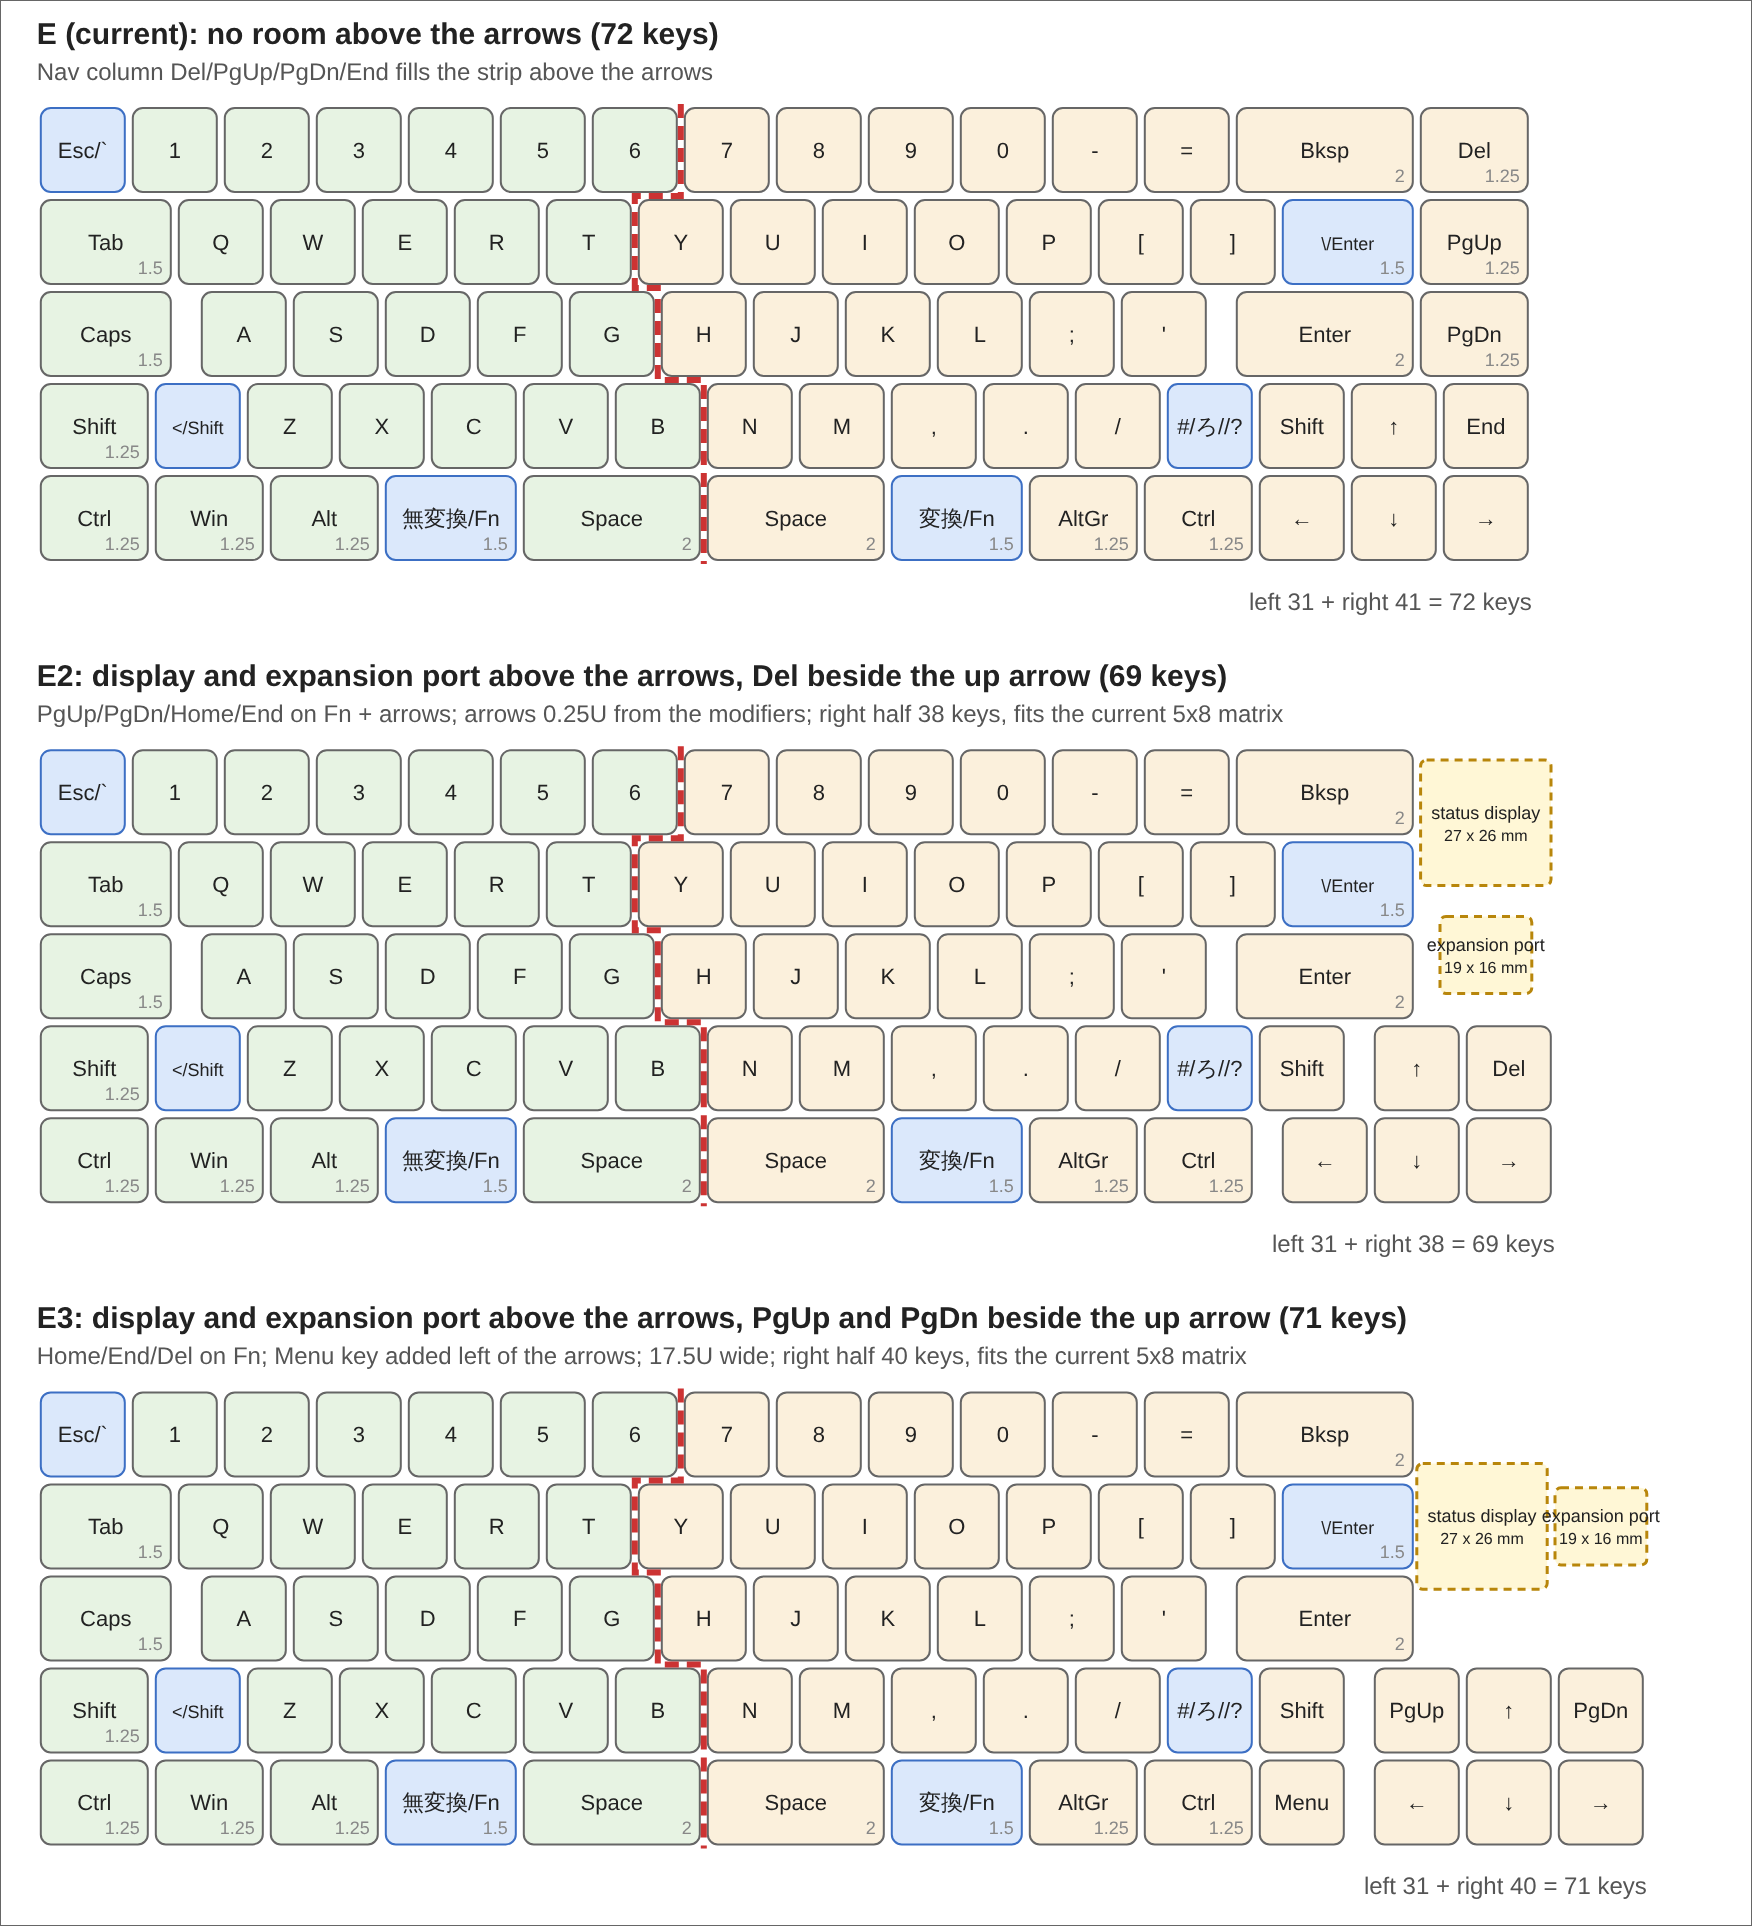 E (current): no room above the arrows (72 keys)
Nav column Del/PgUp/PgDn/End fills the strip above the arrows
Esc/` 1 2 3 4 5 6 7 8 9 0 - = Bksp 2 Del 1.25
Tab 1.5 Q W E R T Y U I O P [ ] \/Enter 1.5 PgUp 1.25
Caps 1.5 A S D F G H J K L ; ' Enter 2 PgDn 1.25
Shift 1.25 </Shift Z X C V B N M , . / #/ろ//? Shift ↑ End
Ctrl 1.25 Win 1.25 Alt 1.25 無変換/Fn 1.5 Space 2 Space 2 変換/Fn 1.5 AltGr 1.25 Ctrl 1.25 ← ↓ →
left 31 + right 41 = 72 keys
E2: display and expansion port above the arrows, Del beside the up arrow (69 keys)
PgUp/PgDn/Home/End on Fn + arrows; arrows 0.25U from the modifiers; right half 38 keys, fits the current 5x8 matrix
Esc/` 1 2 3 4 5 6 7 8 9 0 - = Bksp 2
status display
27 x 26 mm
Tab 1.5 Q W E R T Y U I O P [ ] \/Enter 1.5
expansion port
19 x 16 mm
Caps 1.5 A S D F G H J K L ; ' Enter 2
Shift 1.25 </Shift Z X C V B N M , . / #/ろ//? Shift ↑ Del
Ctrl 1.25 Win 1.25 Alt 1.25 無変換/Fn 1.5 Space 2 Space 2 変換/Fn 1.5 AltGr 1.25 Ctrl 1.25 ← ↓ →
left 31 + right 38 = 69 keys
E3: display and expansion port above the arrows, PgUp and PgDn beside the up arrow (71 keys)
Home/End/Del on Fn; Menu key added left of the arrows; 17.5U wide; right half 40 keys, fits the current 5x8 matrix
Esc/` 1 2 3 4 5 6 7 8 9 0 - = Bksp 2
Tab 1.5 Q W E R T Y U I O P [ ] \/Enter 1.5
status display
27 x 26 mm
expansion port
19 x 16 mm
Caps 1.5 A S D F G H J K L ; ' Enter 2
Shift 1.25 </Shift Z X C V B N M , . / #/ろ//? Shift PgUp ↑ PgDn
Ctrl 1.25 Win 1.25 Alt 1.25 無変換/Fn 1.5 Space 2 Space 2 変換/Fn 1.5 AltGr 1.25 Ctrl 1.25 Menu ← ↓ →
left 31 + right 40 = 71 keys